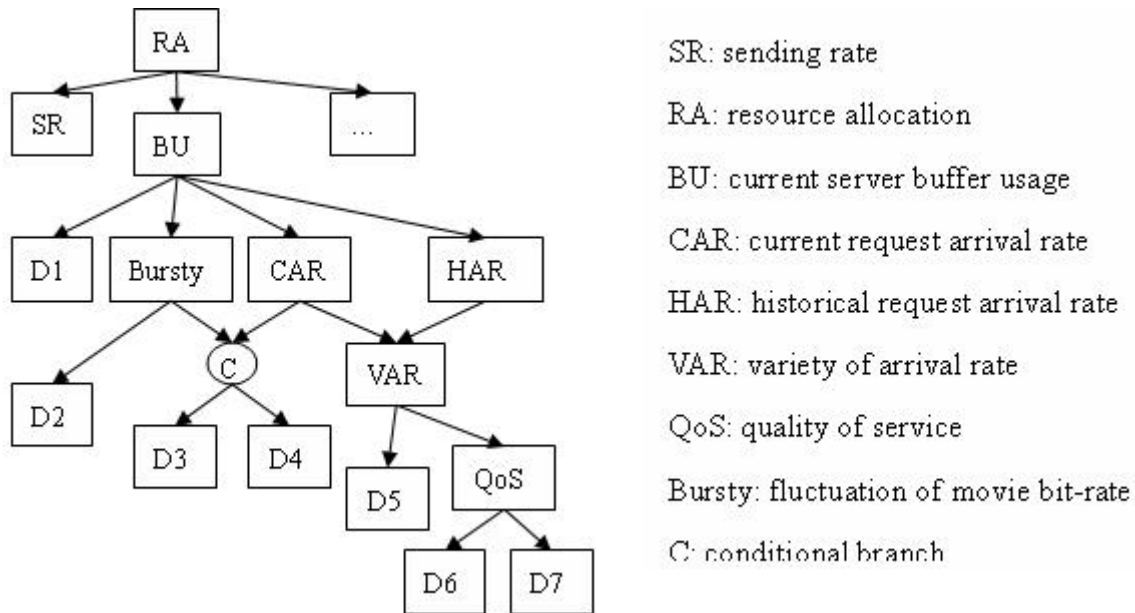 RA
SR
BU
...
D1
Bursty
CAR
HAR
C
VAR
D2
D3
D4
D5
QoS
D6
D7
SR: sending rate
RA: resource allocation
BU: current server buffer usage
CAR: current request arrival rate
HAR: historical request arrival rate
VAR: variety of arrival rate
QoS: quality of service
Bursty: fluctuation of movie bit-rate
C: conditional branch